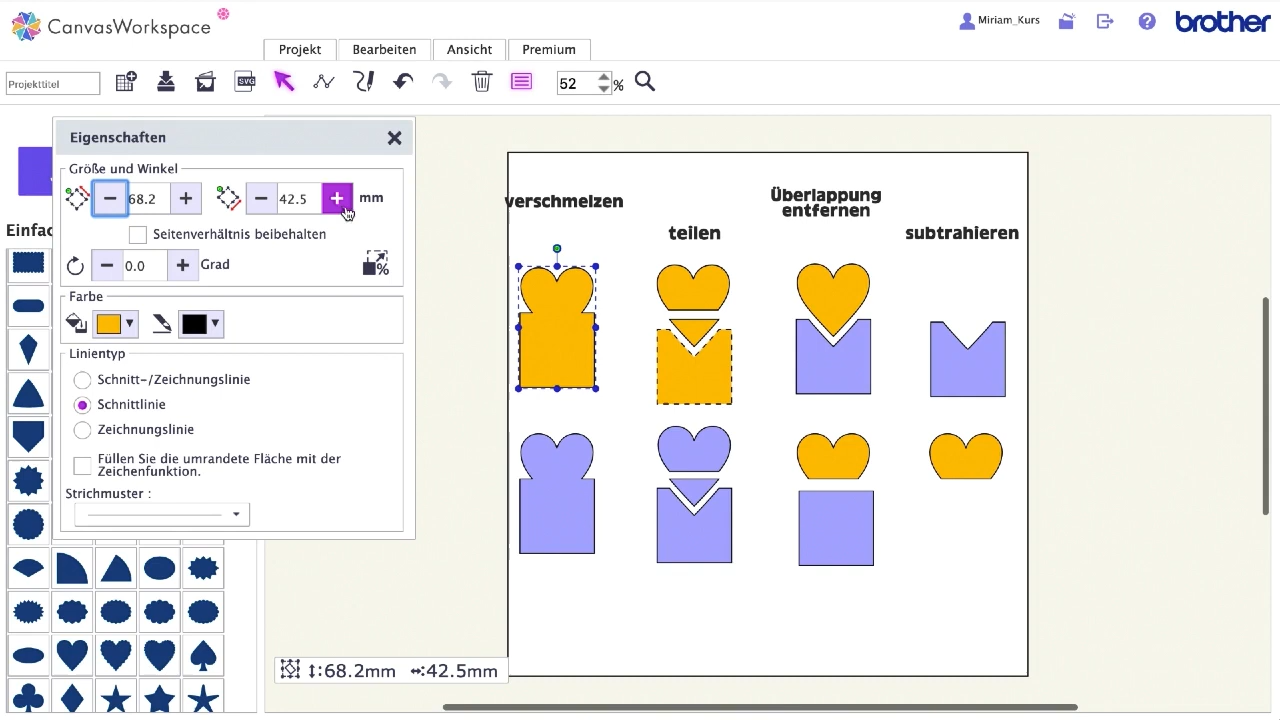 CanvasWorkspace
Miriam_Kurs
?
brother
Projekt
Bearbeiten
Ansicht
Premium
Projekttitel
SVG
52
%
Eigenschaften
Größe und Winkel
68.2
42.5
mm
Seitenverhältnis beibehalten
0.0
Grad
%
Farbe
Linientyp
Schnitt-/Zeichnungslinie
Schnittlinie
Zeichnungslinie
Füllen Sie die umrandete Fläche mit der
Zeichenfunktion.
Strichmuster :
Einfac
verschmelzen
teilen
Überlappung
entfernen
subtrahieren
↕:68.2mm ↔:42.5mm